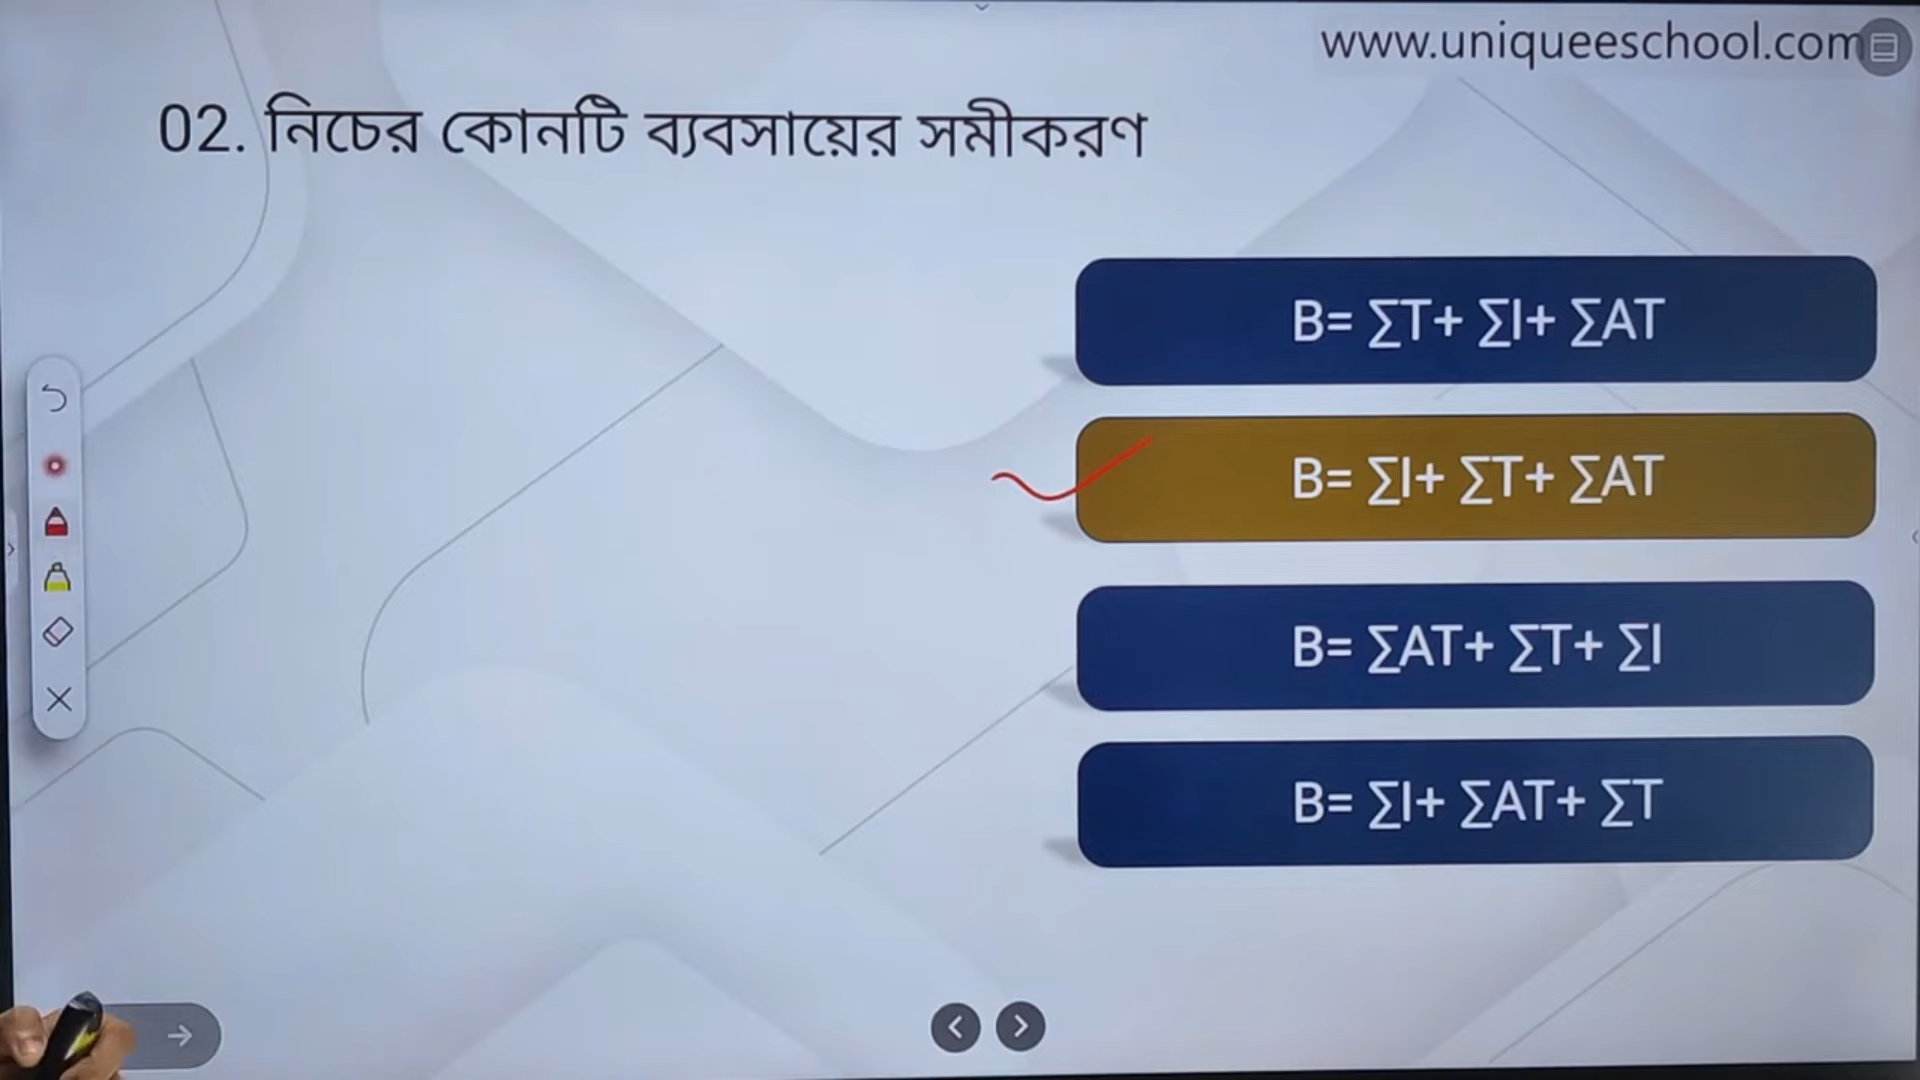 www.uniqueeschool.com
02. নিচের কোনটি ব্যবসায়ের সমীকরণ
B= ∑T+ ∑I+ ∑AT
B= ∑I+ ∑T+ ∑AT
B= ∑AT+ ∑T+ ∑I
B= ∑I+ ∑AT+ ∑T